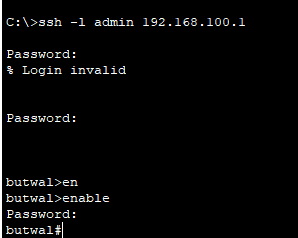 C:\>ssh -l admin 192.168.100.1
Password:
% Login invalid
Password:
butwal>en
butwal>enable
Password:
butwal#